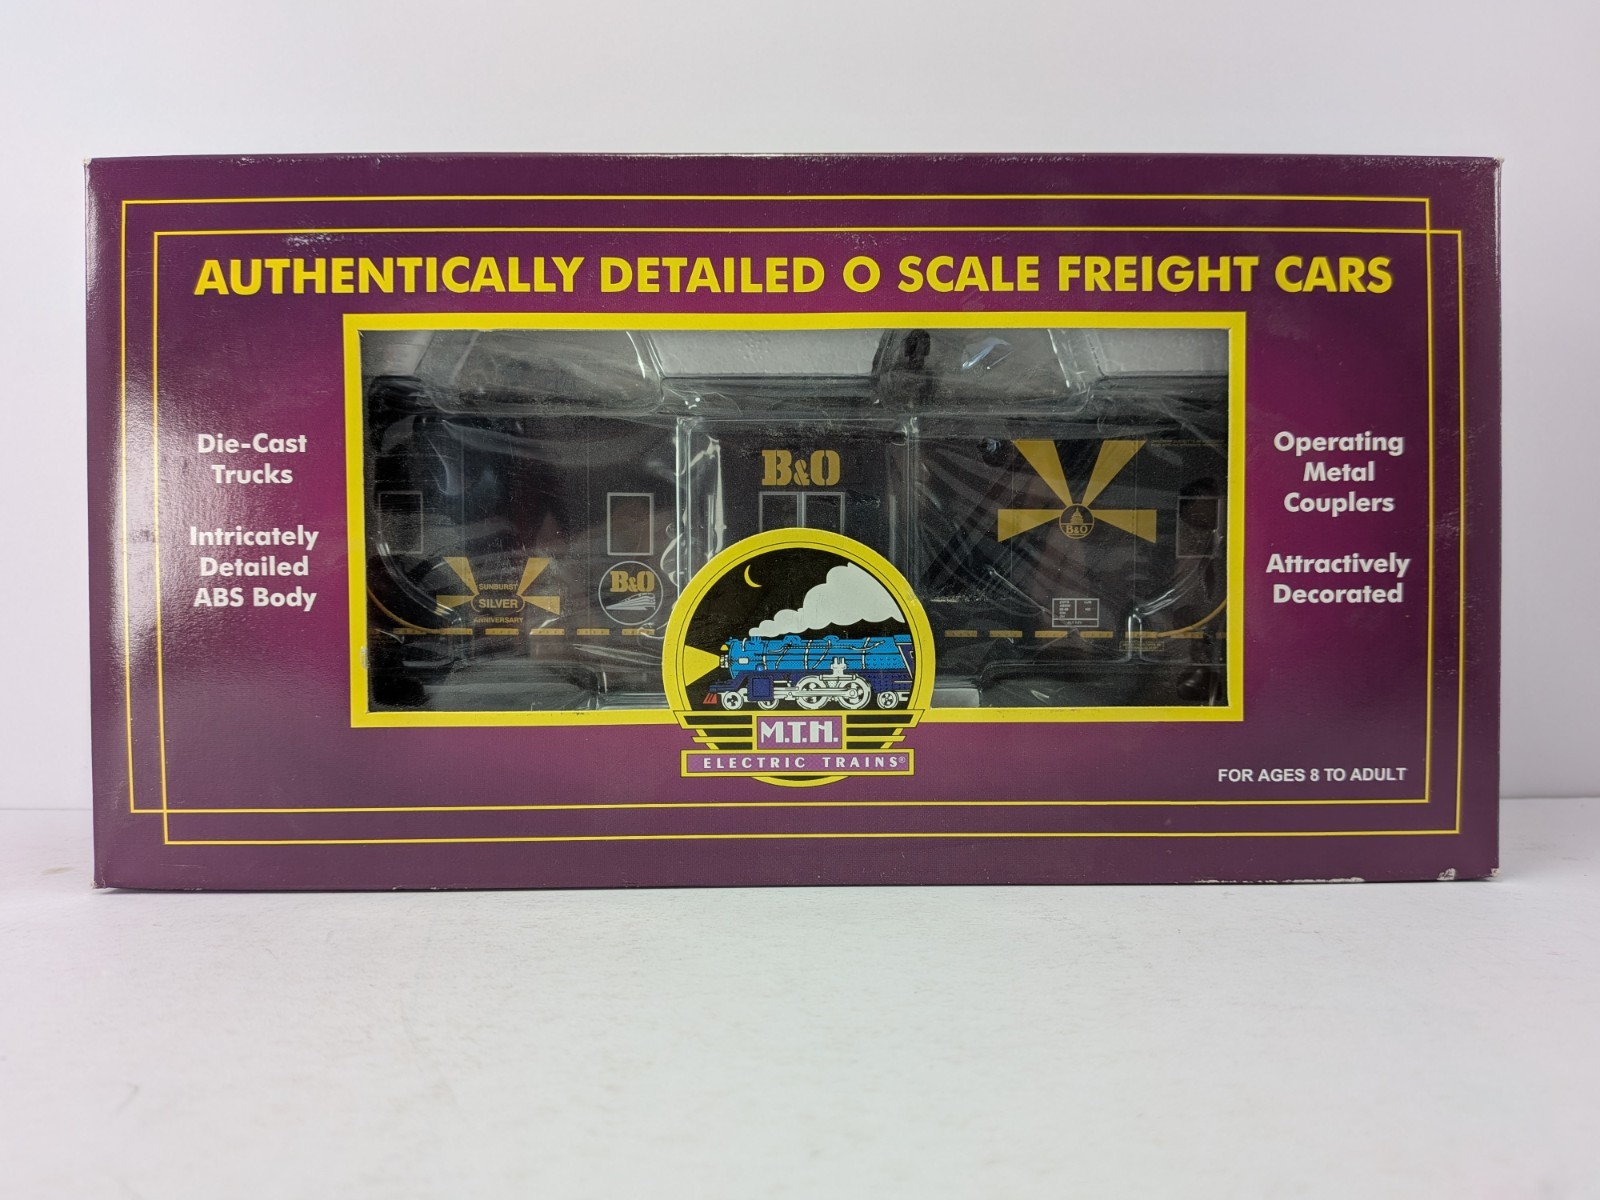 AUTHENTICALLY DETAILED O SCALE FREIGHT CARS
Die-Cast
Trucks
Intricately
Detailed
ABS Body
B&O
SUNBURST
SILVER
ANNIVERSARY
B&O
B&O
Operating
Metal
Couplers
Attractively
Decorated
M.T.H.
ELECTRIC TRAINS®
FOR AGES 8 TO ADULT